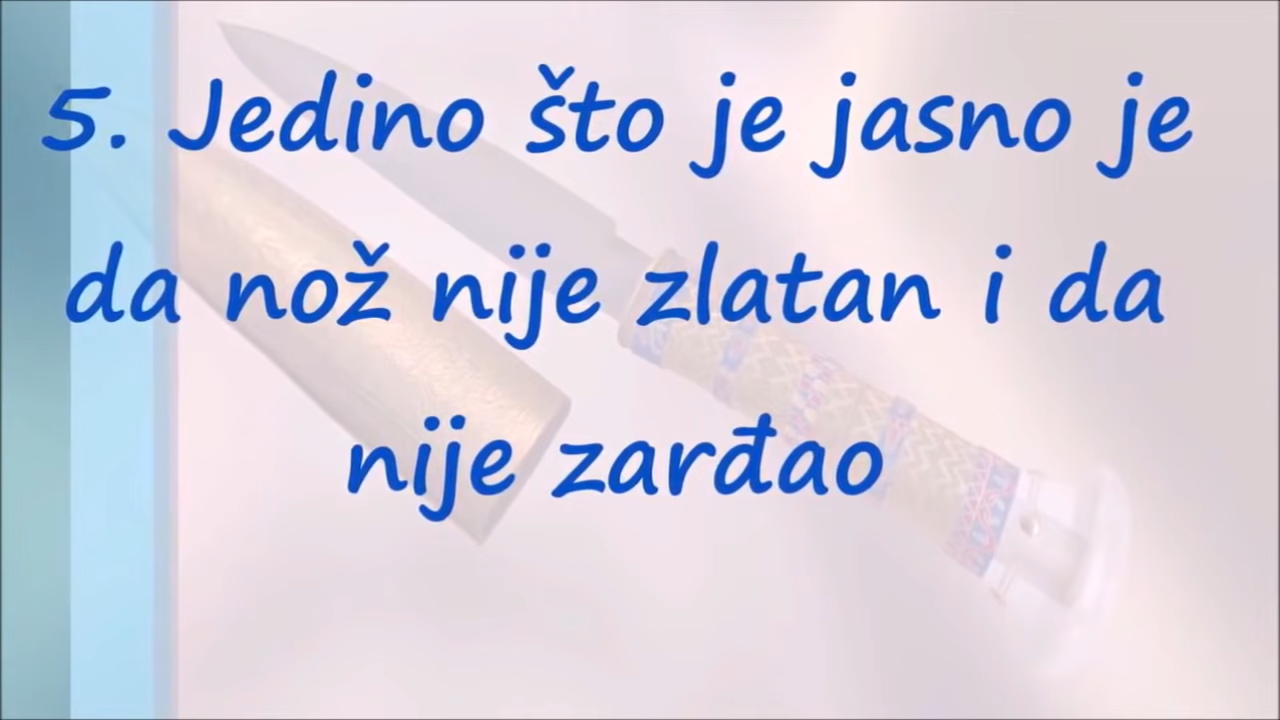 5. Jedino što je jasno je
da nož nije zlatan i da
nije zarđao